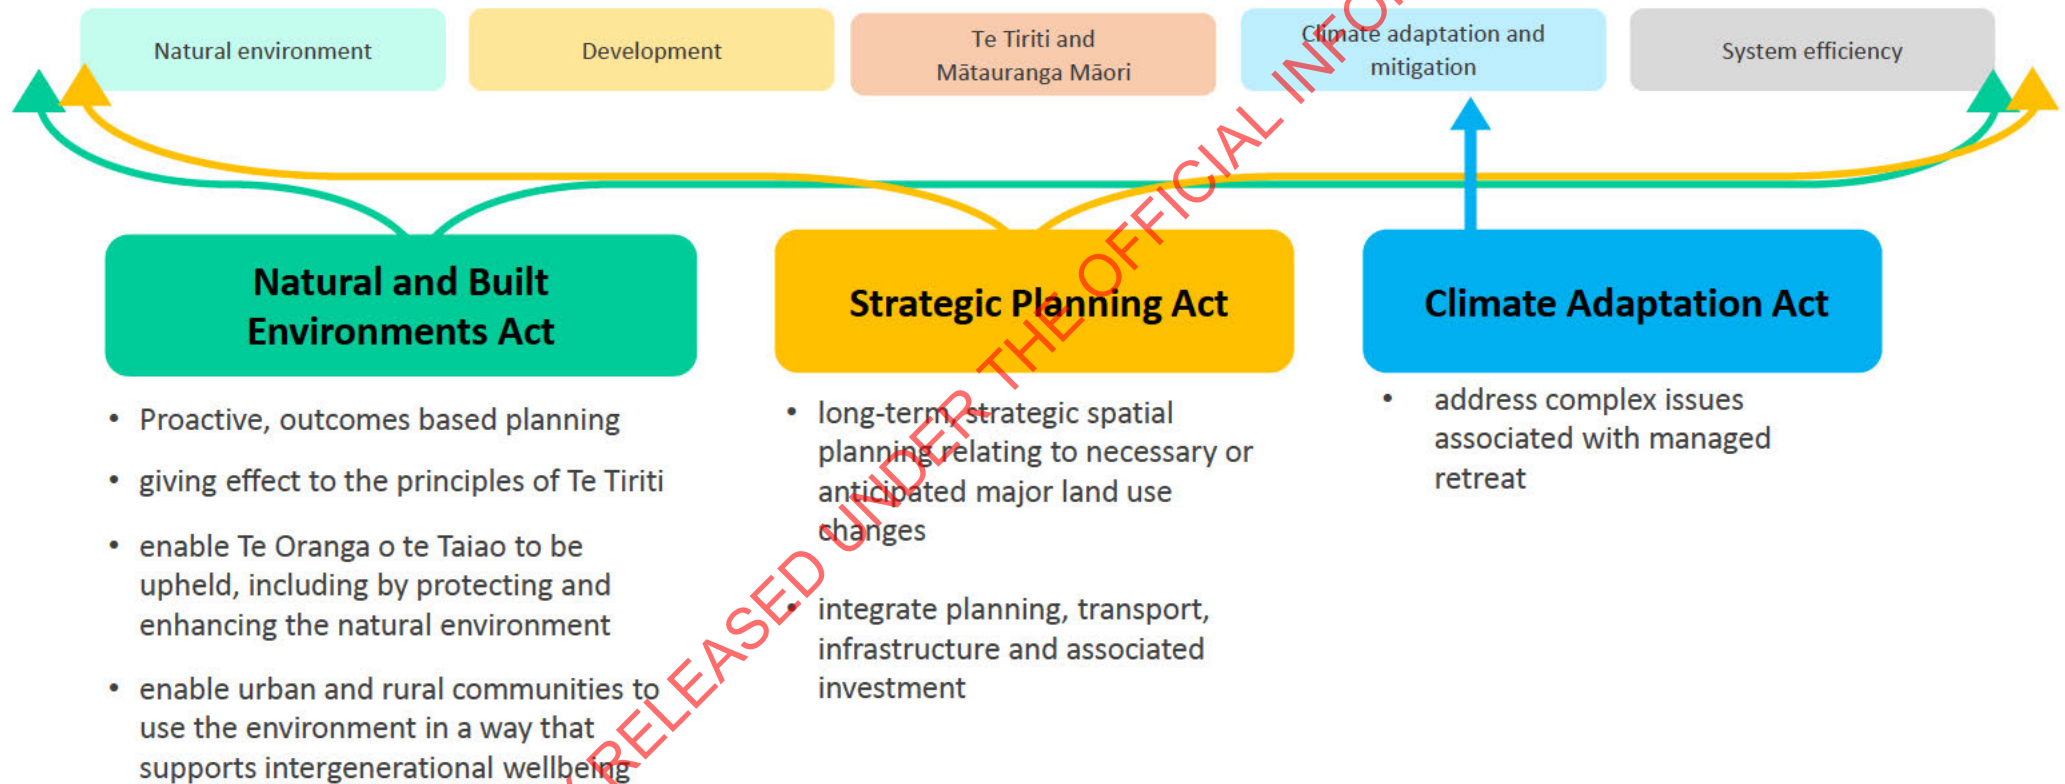 Natural environment
Development
Te Tiriti and
Mātauranga Māori
Climate adaptation and
mitigation
System efficiency
Natural and Built
Environments Act
Strategic Planning Act
Climate Adaptation Act
• Proactive, outcomes based planning
• giving effect to the principles of Te Tiriti
• enable Te Oranga o te Taiao to be
upheld, including by protecting and
enhancing the natural environment
• enable urban and rural communities to
use the environment in a way that
supports intergenerational wellbeing
• long-term, strategic spatial
planning relating to necessary or
anticipated major land use
changes
• integrate planning, transport,
infrastructure and associated
investment
• address complex issues
associated with managed
retreat
RELEASED UNDER THE OFFICIAL